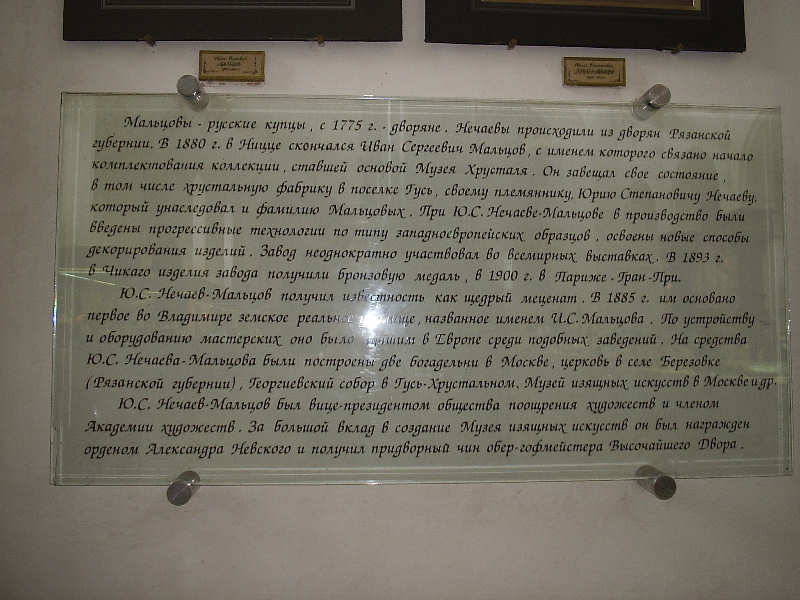 Мальцовы - русские купцы, с 1775 г. - дворяне. Нечаевы происходили из дворян Рязанской
губернии. В 1880 г. в Ницце скончался Иван Сергеевич Мальцов, с именем которого связано начало
комплектования коллекции, ставшей основой Музея Хрусталя. Он завещал свое состояние,
в том числе хрустальную фабрику в поселке Гусь, своему племяннику, Юрию Степановичу Нечаеву,
который унаследовал и фамилию Мальцовых. При Ю.С. Нечаеве-Мальцове в производство были
введены прогрессивные технологии по типу западноевропейских образцов, освоены новые способы
декорирования изделий. Завод неоднократно участвовал во всемирных выставках. В 1893 г.
в Чикаго изделия завода получили бронзовую медаль, в 1900 г. в Париже - Гран-При.
Ю.С. Нечаев-Мальцов получил известность как щедрый меценат. В 1885 г. им основано
первое во Владимире земское реальное названное именем И.С. Мальцова. По устройству
и оборудованию мастерских оно было лучшим в Европе среди подобных заведений. На средства
Ю.С. Нечаева-Мальцова были построены две богадельни в Москве, церковь в селе Березовке
(Рязанской губернии), Георгиевский собор в Гусь-Хрустальном, Музей изящных искусств в Москве и др.
Ю.С. Нечаев-Мальцов был вице-президентом общества поощрения художеств и членом
Академии художеств. За большой вклад в создание Музея изящных искусств он был награжден
орденом Александра Невского и получил придворный чин обер-гофмейстера Высочайшего Двора.